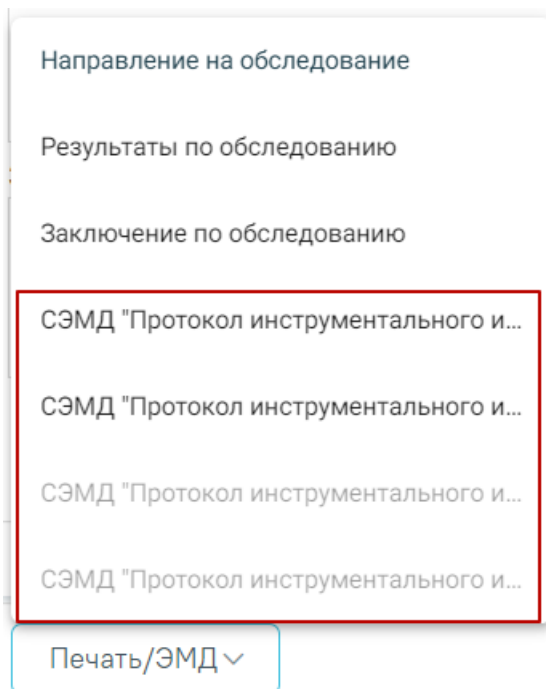 Направление на обследование
Результаты по обследованию
Заключение по обследованию
СЭМД "Протокол инструментального и...
СЭМД "Протокол инструментального и...
СЭМД "Протокол инструментального и...
СЭМД "Протокол инструментального и...
Печать/ЭМД